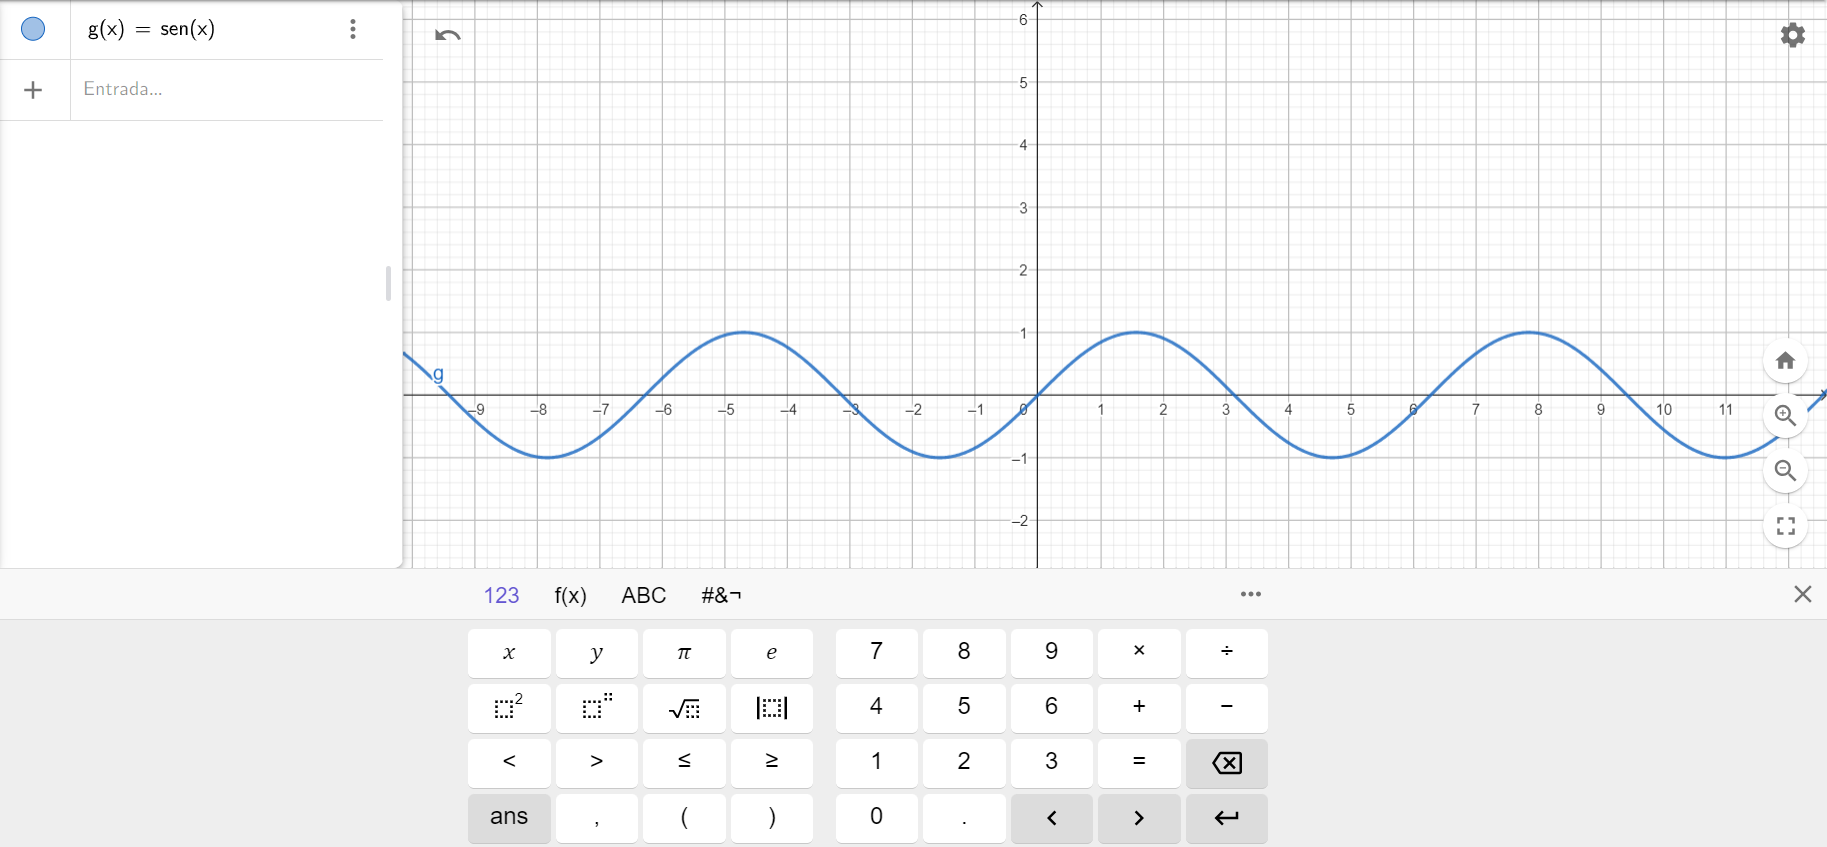 g(x) = sen(x)
Entrada...
6
5
4
3
2
1
g
–9 –8 –7 –6 –5 –4 –3 –2 –1 0 1 2 3 4 5 6 7 8 9 10 11
–1
–2
123 f(x) ABC #&¬
x y π e 7 8 9 × ÷
2 √ 4 5 6 + −
< > ≤ ≥ 1 2 3 =
ans , ( ) 0 . < >